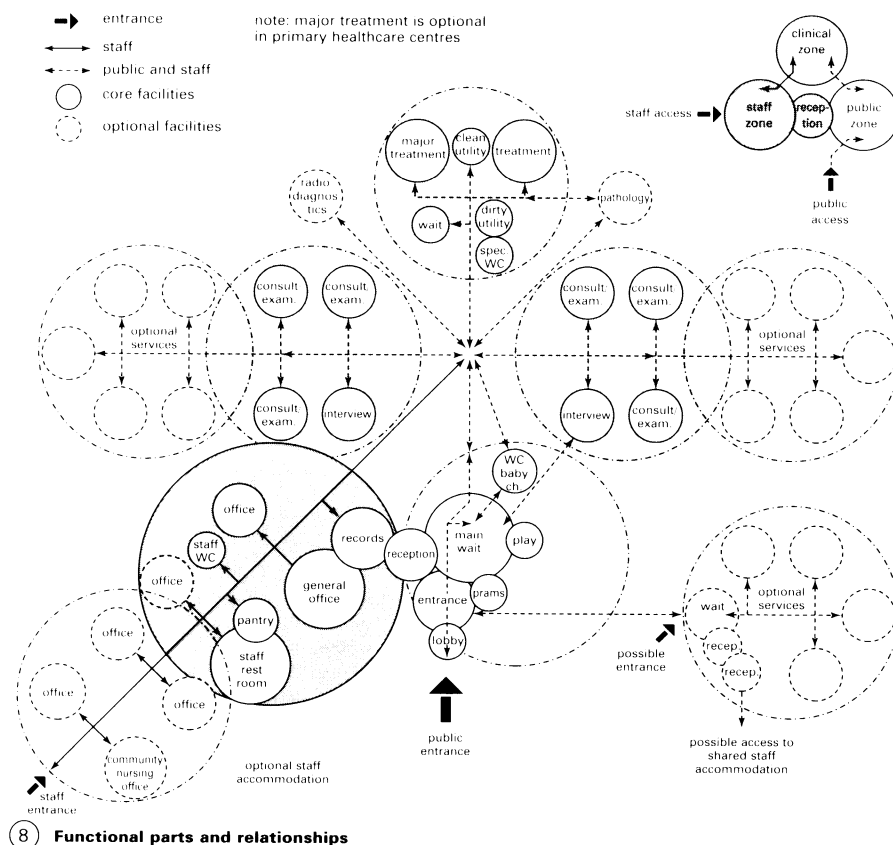 entrance
staff
public and staff
core facilities
optional facilities
note: major treatment is optional
in primary healthcare centres
clinical
zone
staff access
staff
zone
recep-
tion
public
zone
public
access
major
treatment
clean
utility
treatment
radio
diagnos
tics
pathology
wait
dirty
utility
spec
WC
optional
services
consult/
exam.
consult/
exam.
consult/
exam.
interview
consult/
exam.
consult/
exam.
interview
consult/
exam.
optional
services
WC
baby
ch.
office
records
reception
main
wait
play
staff
WC
office
general
office
entrance
prams
pantry
lobby
staff
rest
room
office
office
office
community
nursing
office
staff
entrance
optional staff
accommodation
public
entrance
possible
entrance
wait
optional
services
recep.
recep.
possible access to
shared staff
accommodation
8 Functional parts and relationships